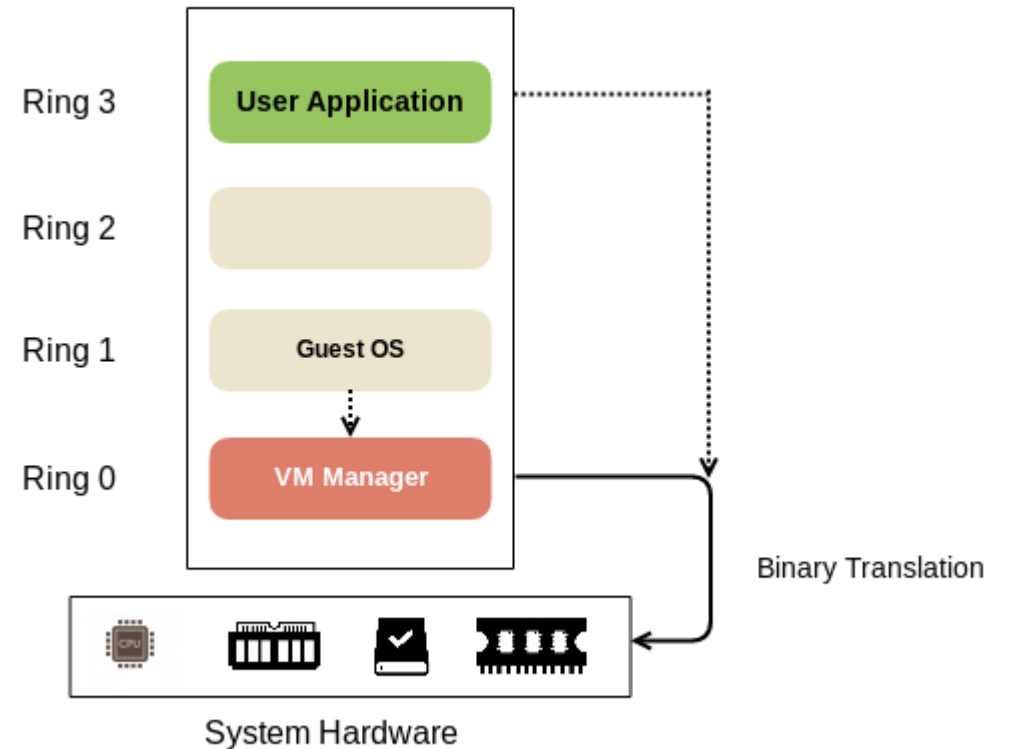 Ring 3
User Application
Ring 2
Ring 1
Guest OS
Ring 0
VM Manager
Binary Translation
CPU
System Hardware